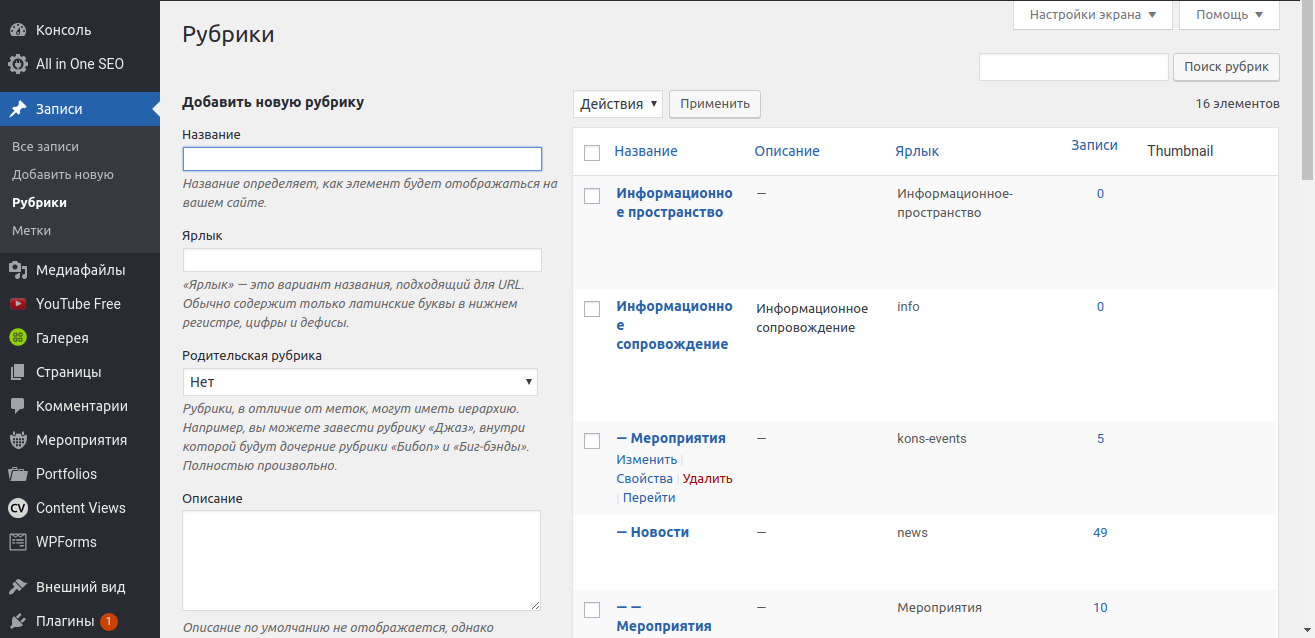 Консоль
All in One SEO
Записи
Все записи
Добавить новую
Рубрики
Метки
Медиафайлы
YouTube Free
Галерея
Страницы
Комментарии
Мероприятия
Portfolios
CV Content Views
WPForms
Внешний вид
Плагины 1
Настройки экрана ▼
Помощь ▼
Рубрики
Поиск рубрик
Добавить новую рубрику
Название
Название определяет, как элемент будет отображаться на
вашем сайте.
Ярлык
«Ярлык» — это вариант названия, подходящий для URL.
Обычно содержит только латинские буквы в нижнем
регистре, цифры и дефисы.
Родительская рубрика
Нет
Рубрики, в отличие от меток, могут иметь иерархию.
Например, вы можете завести рубрику «Джаз», внутри
которой будут дочерние рубрики «Бибоп» и «Биг-бэнды».
Полностью произвольно.
Описание
Описание по умолчанию не отображается, однако
Действия
Применить
16 элементов
Название Описание Ярлык Записи Thumbnail
Информационно — Информационное- 0
е пространство пространство
Информационно Информационное info 0
е сопровождение
сопровождение
— Мероприятия — kons-events 5
Изменить |
Свойства | Удалить
| Перейти
— Новости — news 49
— — — Мероприятия 10
Мероприятия